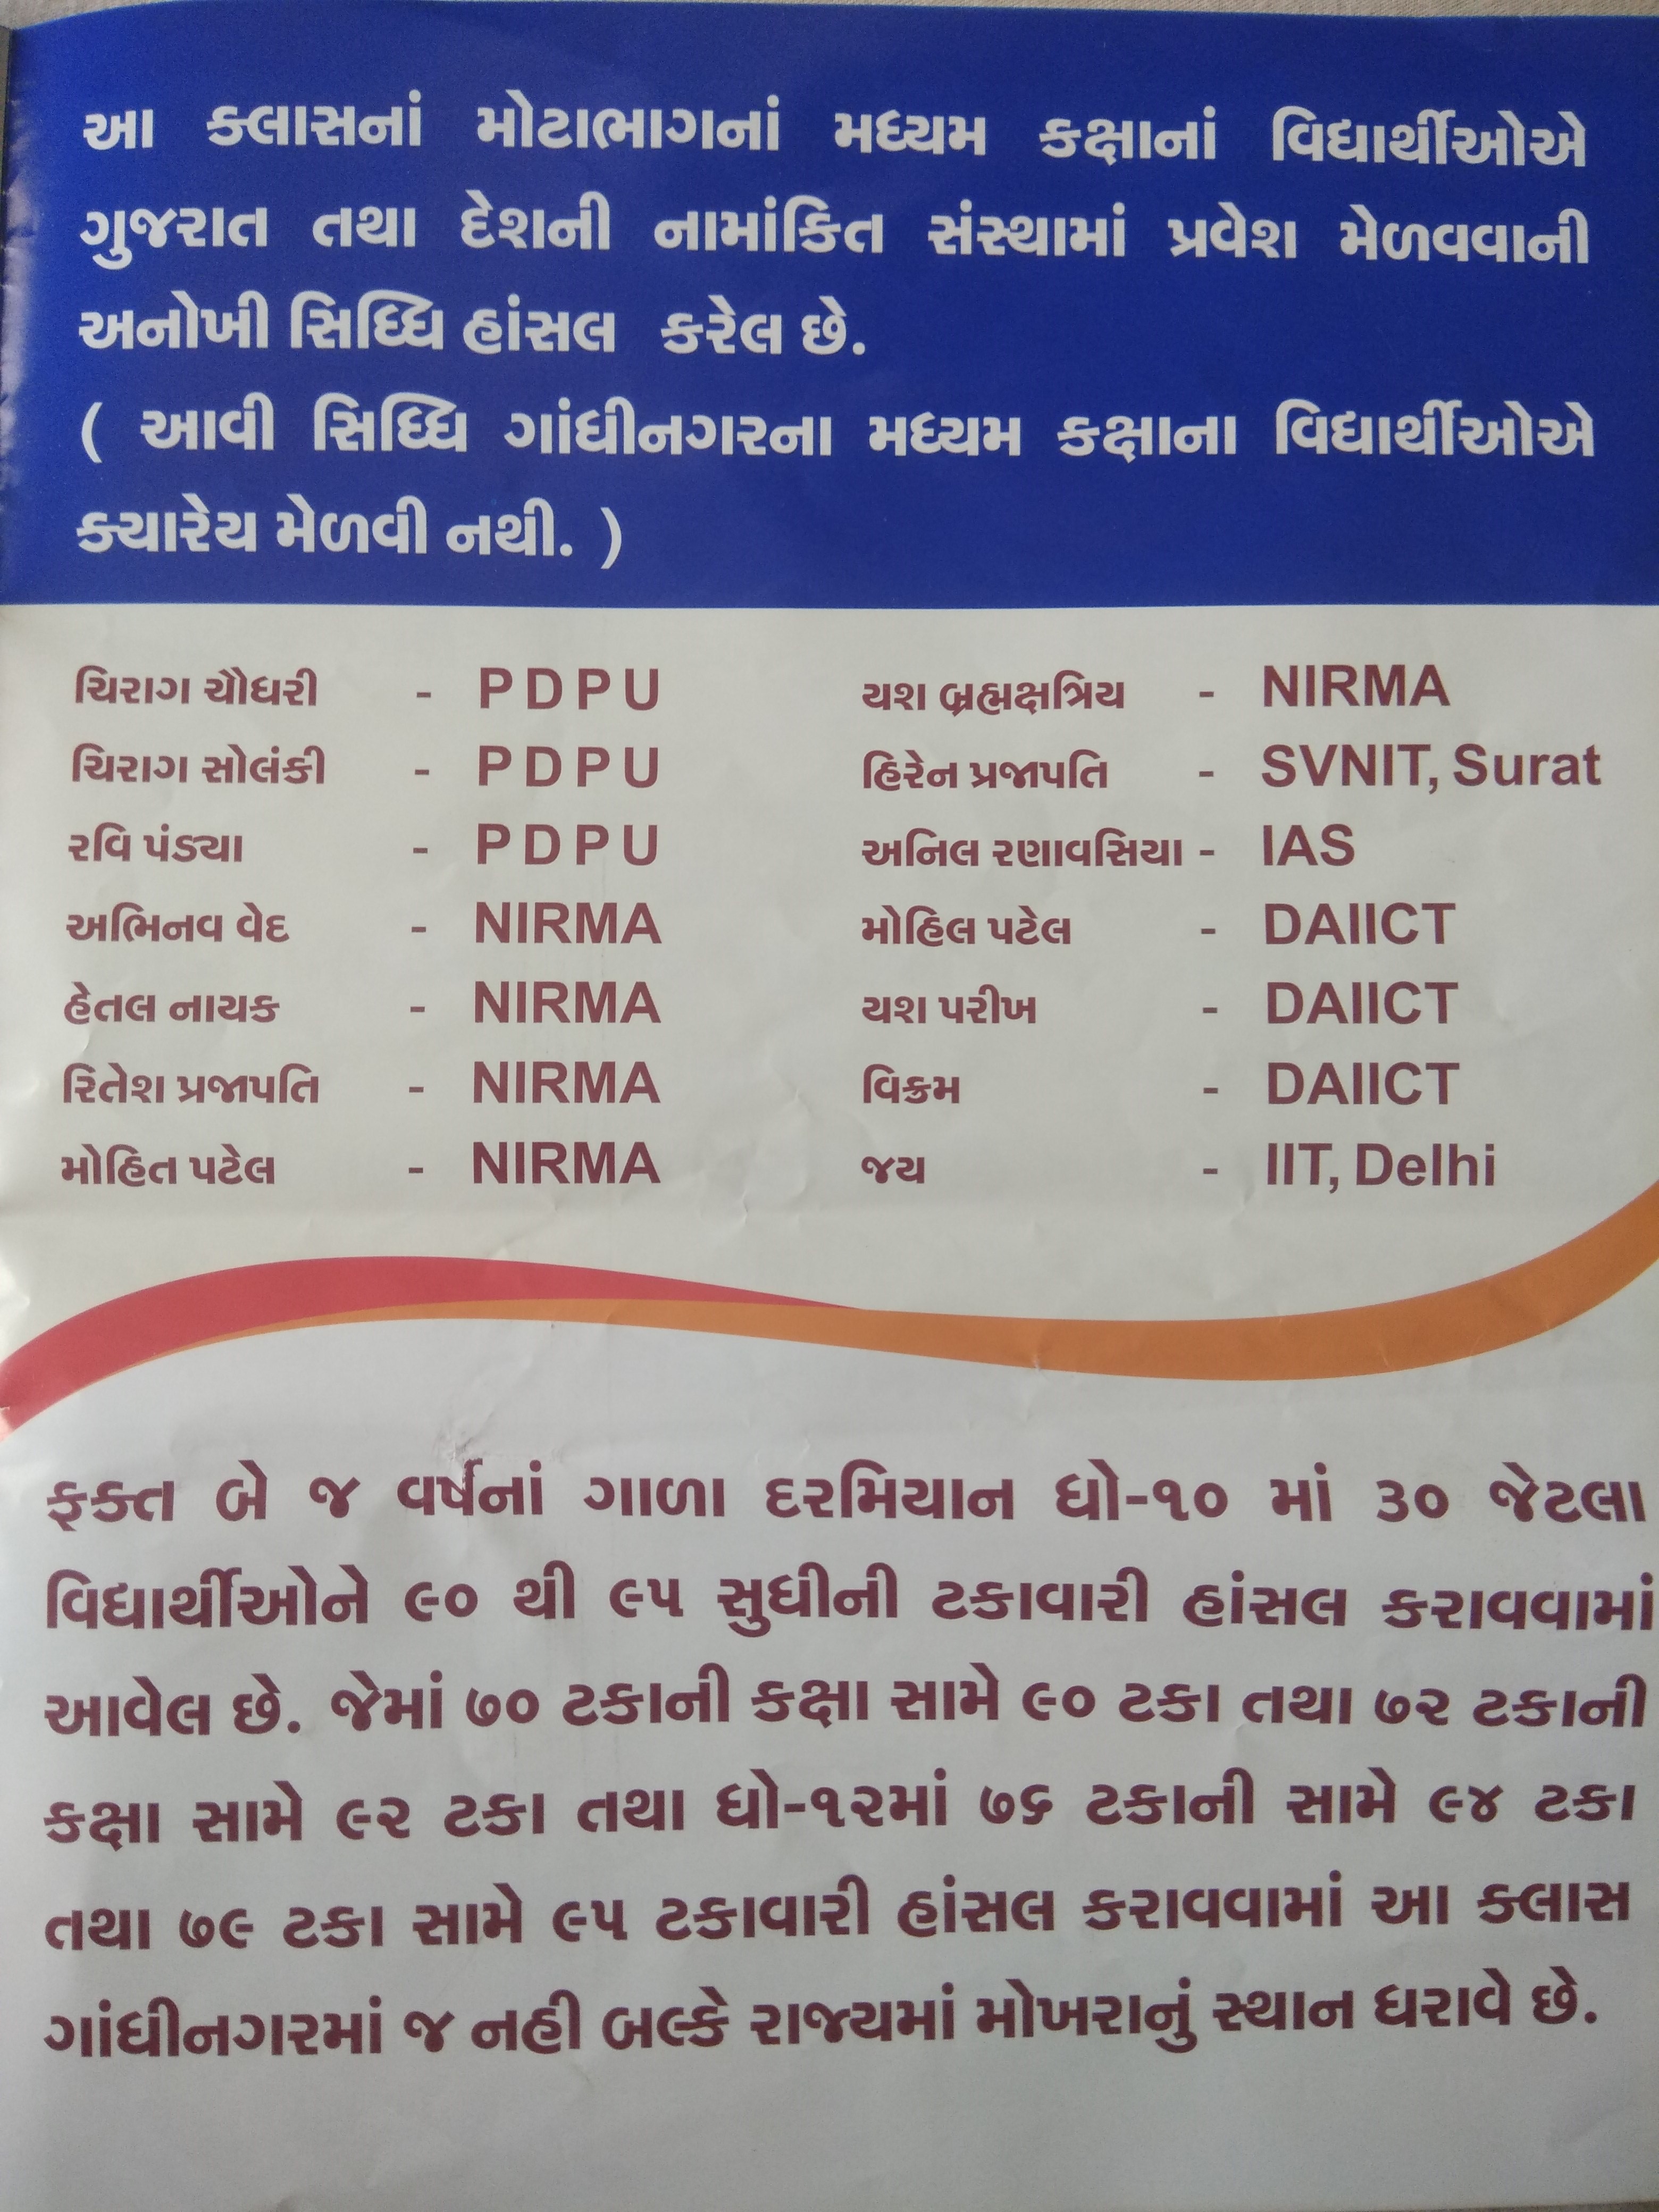 આ ક્લાસનાં મોટાભાગનાં મધ્યમ કક્ષાનાં વિદ્યાર્થીઓએ
ગુજરાત તથા દેશની નામાંકિત સંસ્થામાં પ્રવેશ મેળવવાની
અનોખી સિધ્ધિ હાંસલ કરેલ છે.
( આવી સિધ્ધિ ગાંધીનગરના મધ્યમ કક્ષાના વિદ્યાર્થીઓએ
ક્યારેય મેળવી નથી. )
ચિરાગ ચૌધરી - PDPU
ચિરાગ સોલંકી - PDPU
રવિ પંડ્યા - PDPU
અભિનવ વેદ - NIRMA
હેતલ નાયક - NIRMA
રિતેશ પ્રજાપતિ - NIRMA
મોહિત પટેલ - NIRMA
યશ બ્રહ્મક્ષત્રિય - NIRMA
હિરેન પ્રજાપતિ - SVNIT, Surat
અનિલ રણાવસિયા - IAS
મોહિલ પટેલ - DAIICT
યશ પરીખ - DAIICT
વિક્રમ - DAIICT
જય - IIT, Delhi
ફક્ત બે જ વર્ષનાં ગાળા દરમિયાન ધો-૧૦ માં ૩૦ જેટલા
વિદ્યાર્થીઓને ૯૦ થી ૯૫ સુધીની ટકાવારી હાંસલ કરાવવામાં
આવેલ છે. જેમાં ૭૦ ટકાની કક્ષા સામે ૯૦ ટકા તથા ૭૨ ટકાની
કક્ષા સામે ૯૨ ટકા તથા ધો-૧૨માં ૭૬ ટકાની સામે ૯૪ ટકા
તથા ૭૯ ટકા સામે ૯૫ ટકાવારી હાંસલ કરાવવામાં આ ક્લાસ
ગાંધીનગરમાં જ નહી બલ્કે રાજ્યમાં મોખરાનું સ્થાન ધરાવે છે.